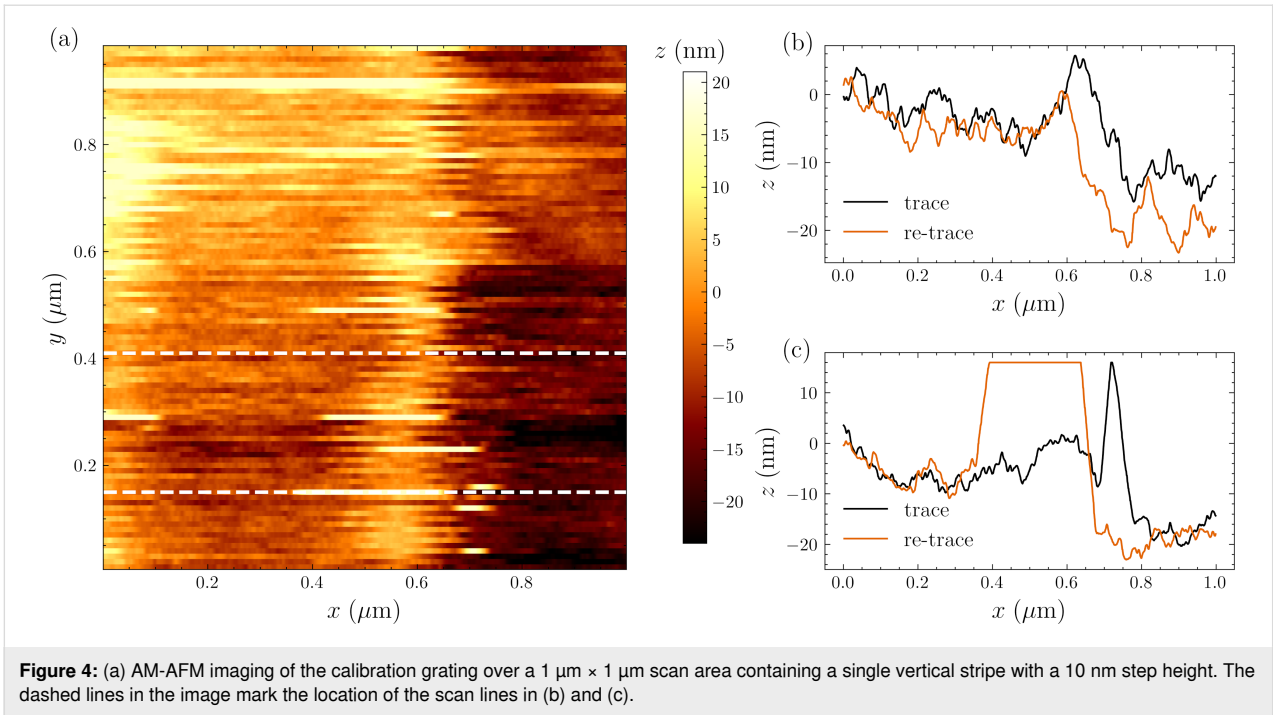 (a)
z (nm)
20
15
10
5
0
−5
−10
−15
−20
y (μm)
0.8
0.6
0.4
0.2
0.2
0.4
0.6
0.8
x (μm)
(b)
z (nm)
0
−10
−20
trace
re-trace
0.0
0.2
0.4
0.6
0.8
1.0
x (μm)
(c)
z (nm)
10
0
−10
−20
trace
re-trace
0.0
0.2
0.4
0.6
0.8
1.0
x (μm)
Figure 4: (a) AM-AFM imaging of the calibration grating over a 1 μm × 1 μm scan area containing a single vertical stripe with a 10 nm step height. The
dashed lines in the image mark the location of the scan lines in (b) and (c).